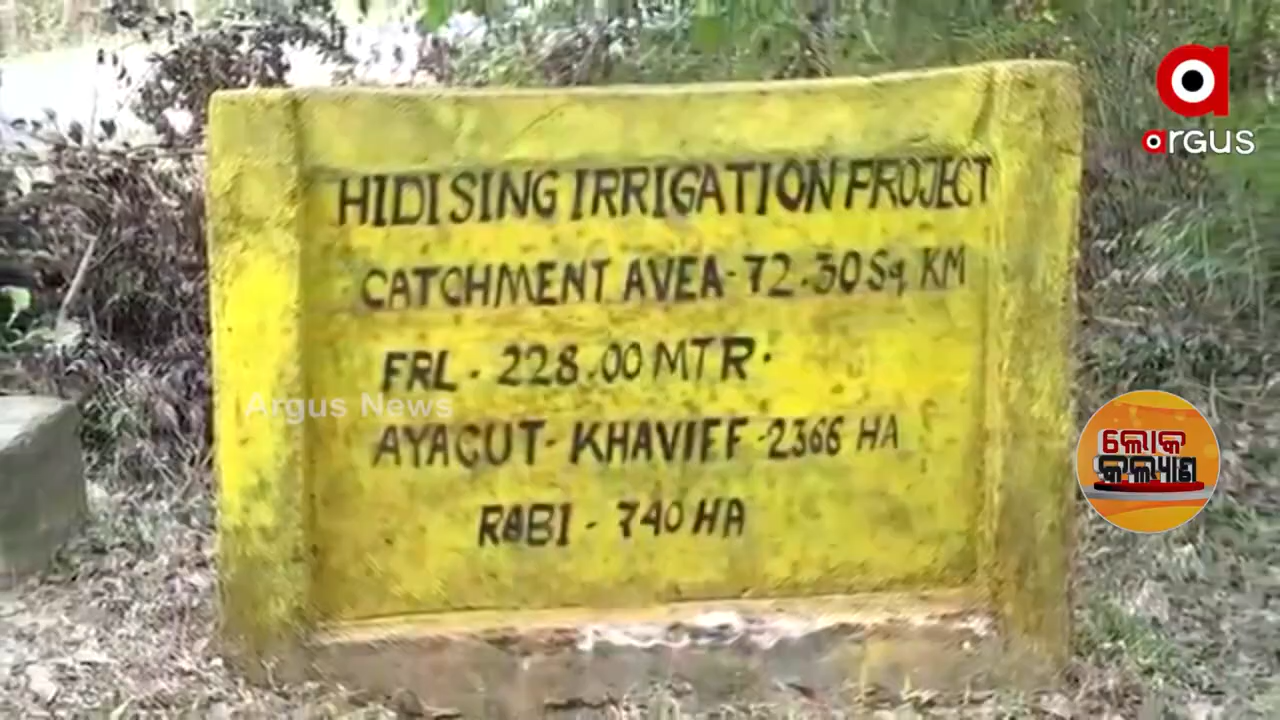 argus
HIDISING IRRIGATION PROJECT
CATCHMENT AVEA-72.30 Sq KM
FRL - 228.00 MTR.
Argus News
AYACUT- KHAVIFF -2366 HA
ଲୋକ
କଲ୍ୟାଣ
RABI - 740 HA